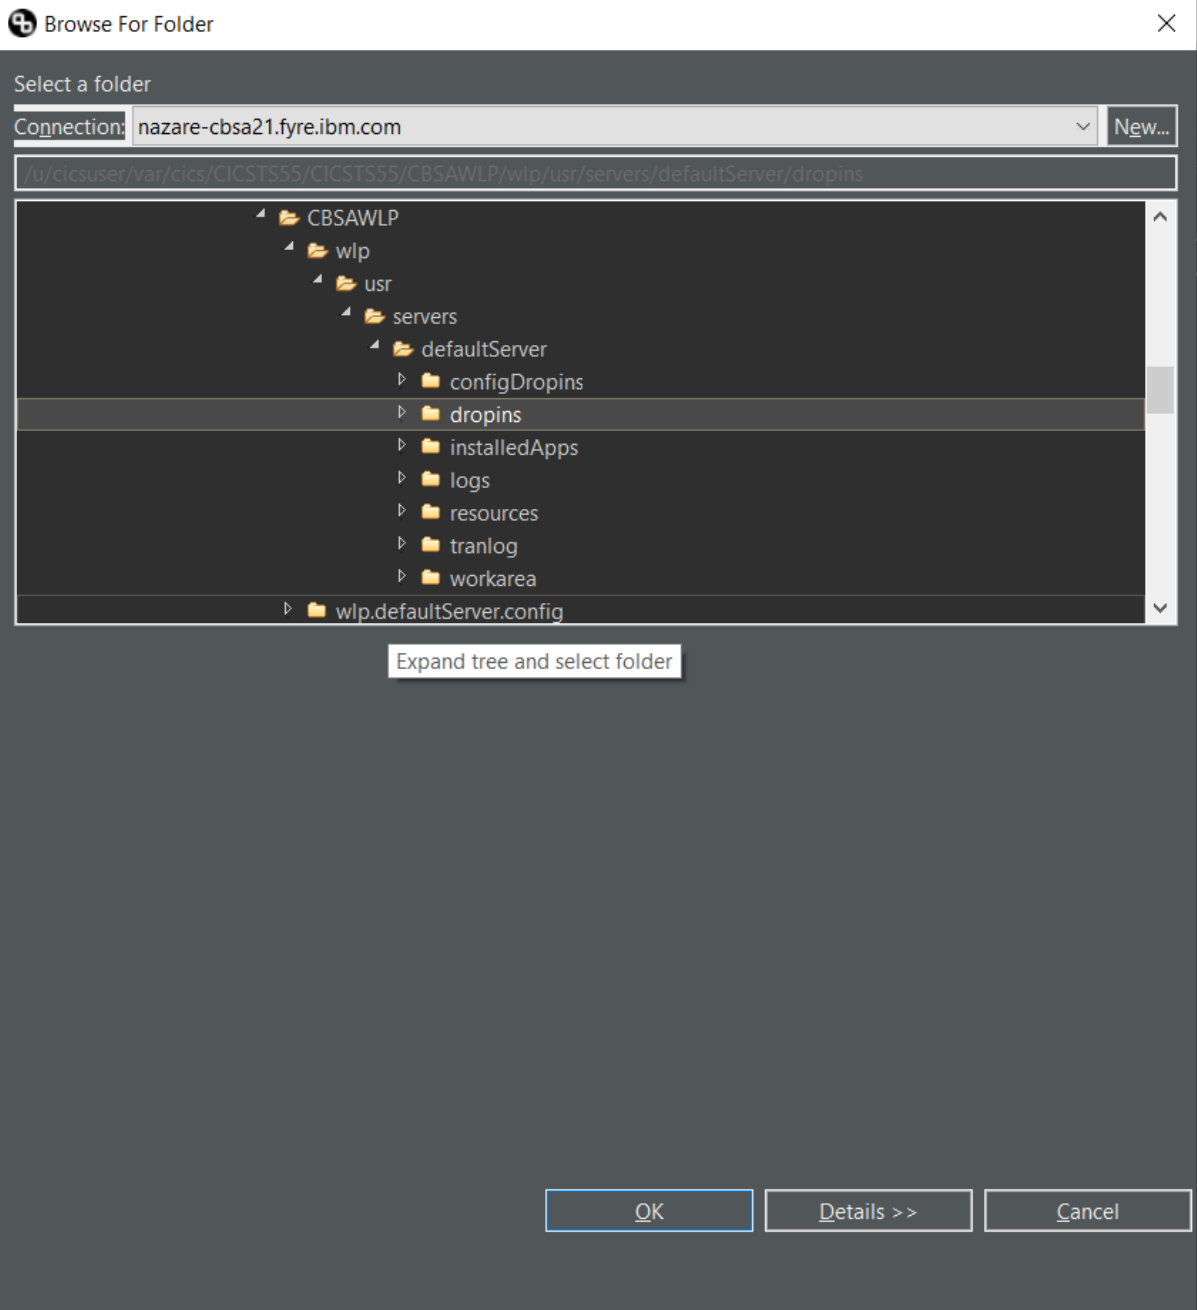 Browse For Folder
Select a folder
Connection: nazare-cbsa21.fyre.ibm.com New...
/u/cicsuser/var/cics/CICSTS55/CICSTS55/CBSAWLP/wlp/usr/servers/defaultServer/dropins
CBSAWLP
wlp
usr
servers
defaultServer
configDropins
dropins
installedApps
logs
resources
tranlog
workarea
wlp.defaultServer.config
Expand tree and select folder
OK Details >> Cancel